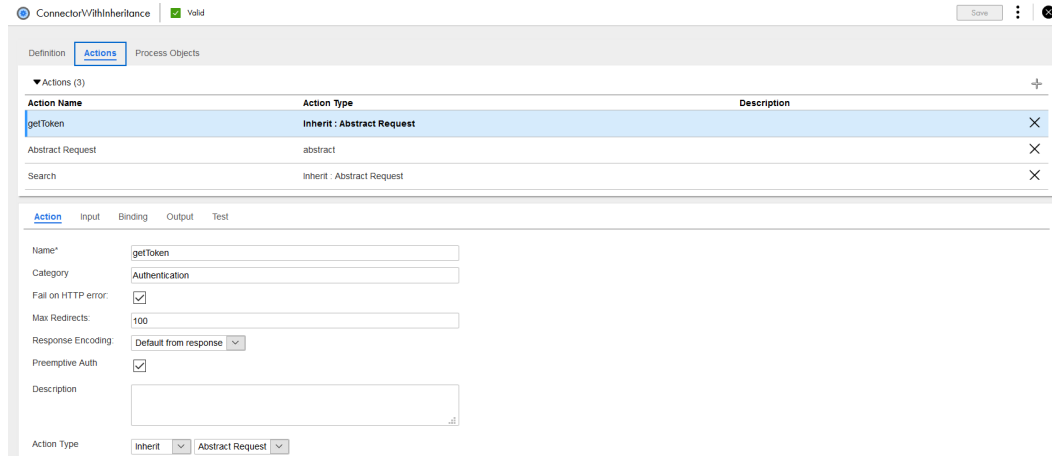 ConnectorWithInheritance Valid Save
Definition Actions Process Objects
Actions (3)
Action Name Action Type Description
getToken Inherit : Abstract Request
Abstract Request abstract
Search Inherit : Abstract Request
Action Input Binding Output Test
Name* getToken
Category Authentication
Fail on HTTP error:
Max Redirects: 100
Response Encoding: Default from response
Preemptive Auth
Description
Action Type Inherit Abstract Request